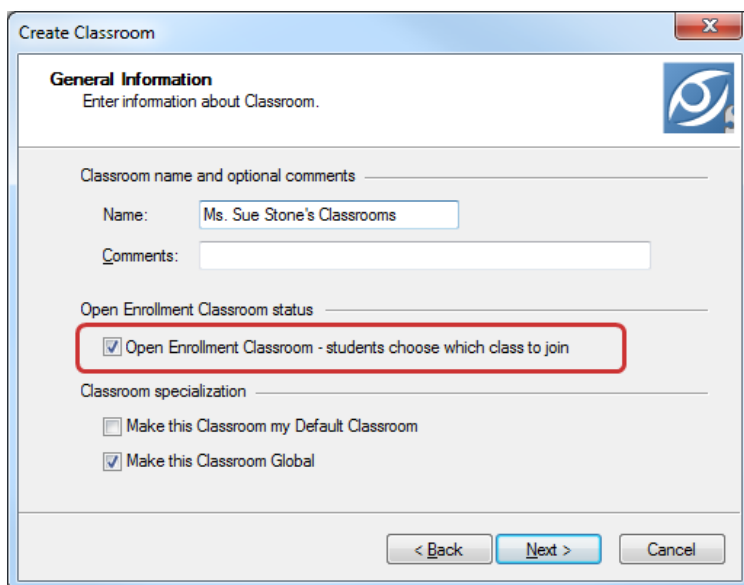 Create Classroom
General Information
Enter information about Classroom.
Classroom name and optional comments
Name: Ms. Sue Stone's Classrooms
Comments:
Open Enrollment Classroom status
Open Enrollment Classroom - students choose which class to join
Classroom specialization
Make this Classroom my Default Classroom
Make this Classroom Global
< Back Next > Cancel